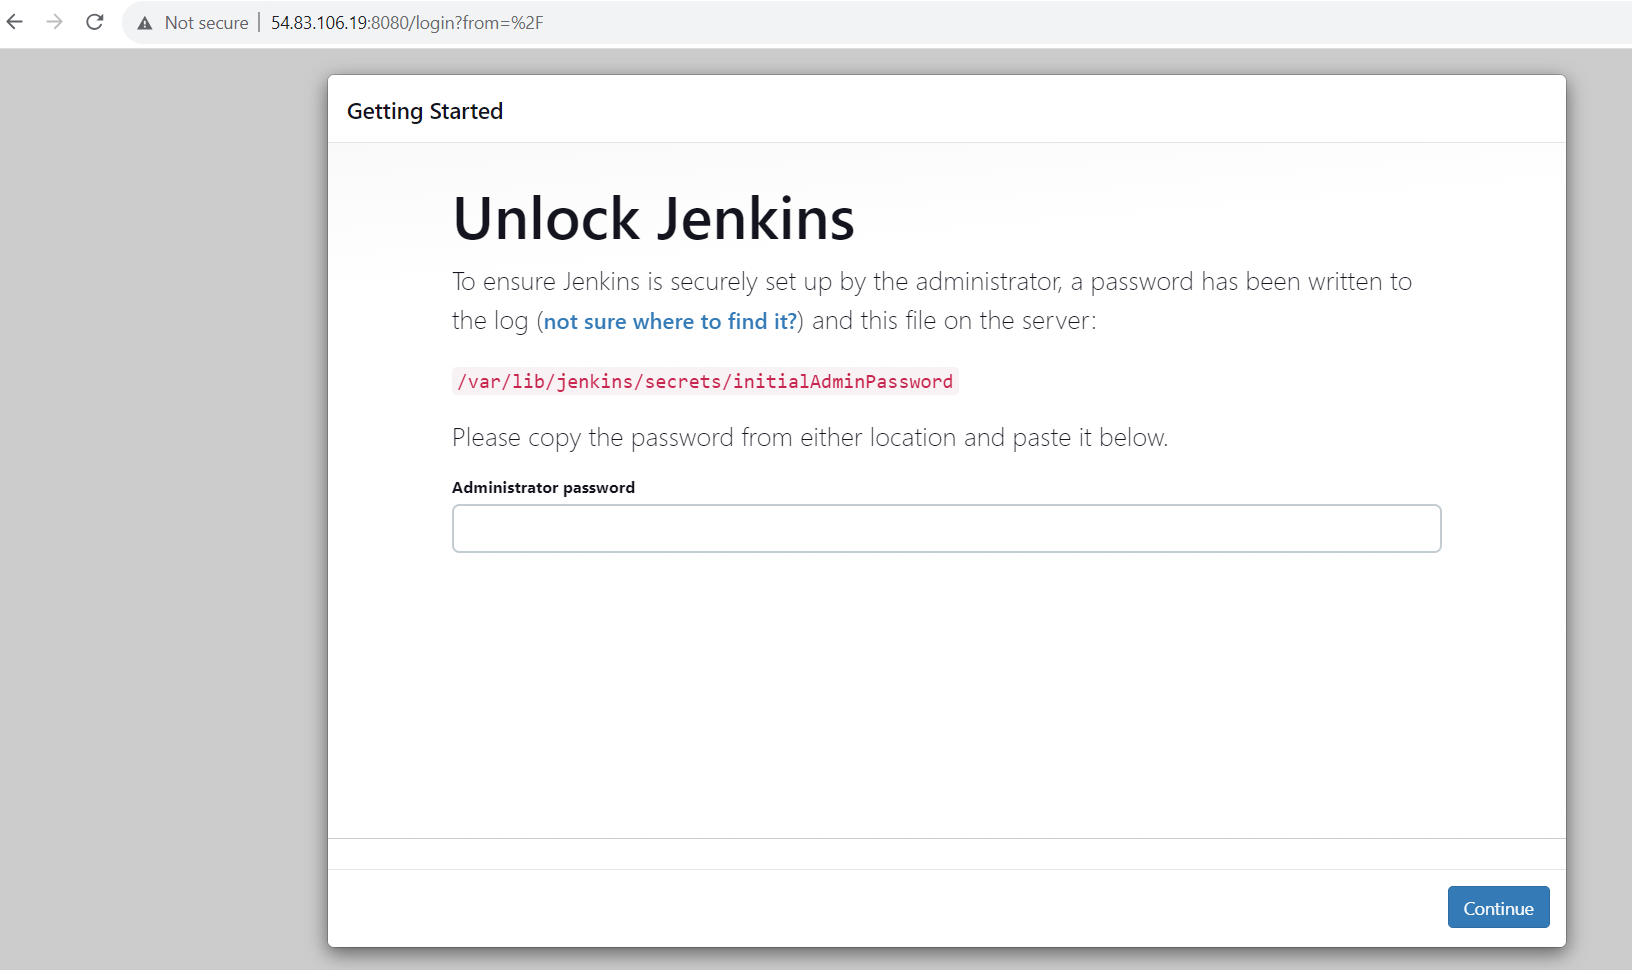 Not secure | 54.83.106.19:8080/login?from=%2F
Getting Started
Unlock Jenkins
To ensure Jenkins is securely set up by the administrator, a password has been written to
the log (not sure where to find it?) and this file on the server:
/var/lib/jenkins/secrets/initialAdminPassword
Please copy the password from either location and paste it below.
Administrator password
Continue